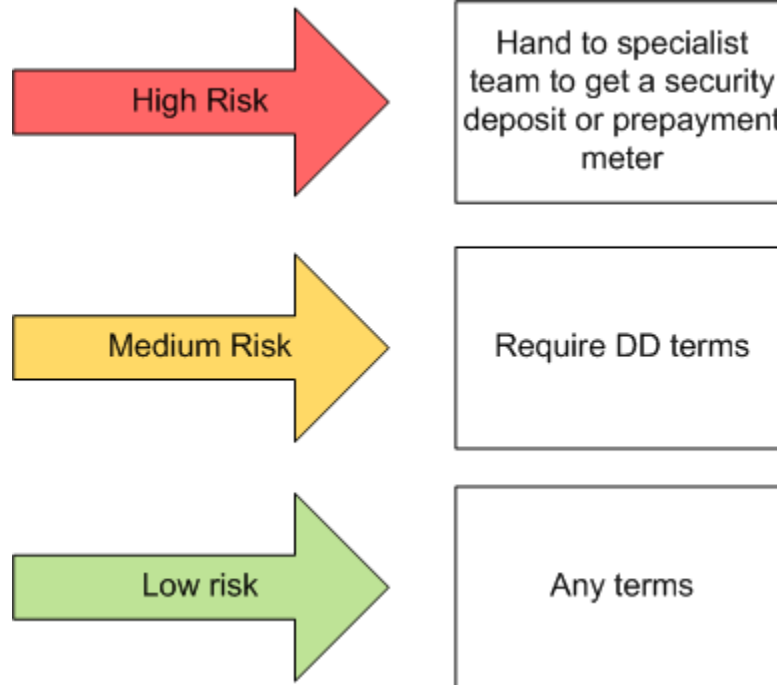 High Risk
Hand to specialist
team to get a security
deposit or prepayment
meter
Medium Risk
Require DD terms
Low risk
Any terms